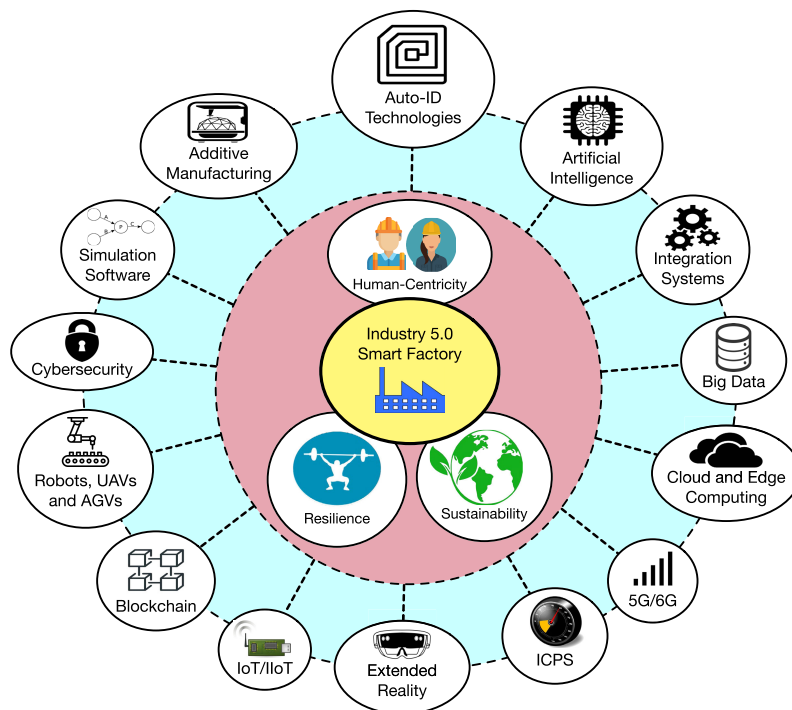 Auto-ID
Technologies
Artificial
Intelligence
Integration
Systems
Big Data
Cloud and Edge
Computing
5G/6G
ICPS
Extended
Reality
IoT/IIoT
Blockchain
Robots, UAVs
and AGVs
Cybersecurity
Simulation
Software
A
B
P
C
Additive
Manufacturing
Human-Centricity
Industry 5.0
Smart Factory
Resilience
Sustainability